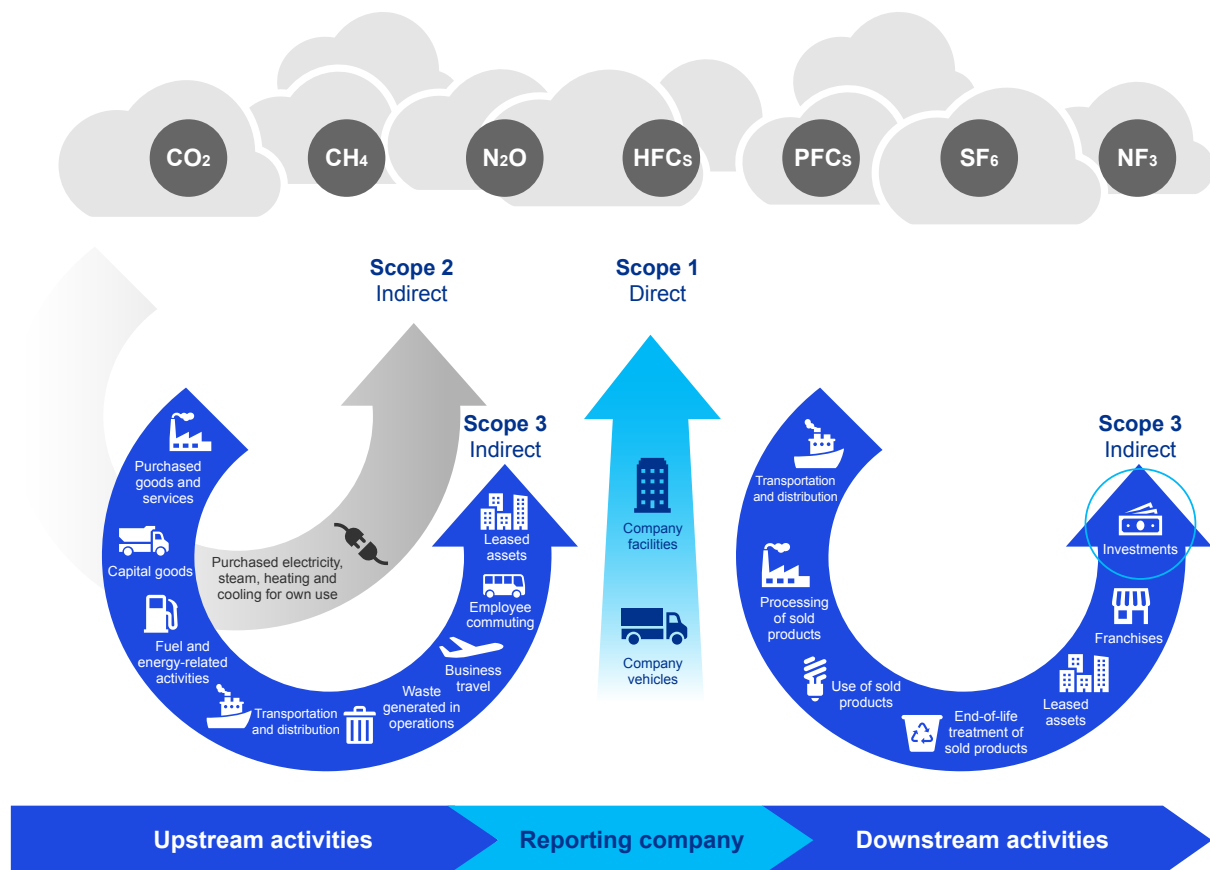 CO₂
CH₄
N₂O
HFCs
PFCs
SF₆
NF₃
Scope 2
Indirect
Scope 1
Direct
Scope 3
Indirect
Scope 3
Indirect
Purchased
goods and
services
Capital goods
Fuel and
energy-related
activities
Transportation
and distribution
Waste
generated in
operations
Business
travel
Employee
commuting
Leased
assets
Purchased electricity,
steam, heating and
cooling for own use
Company
facilities
Company
vehicles
Transportation
and distribution
Processing
of sold
products
Use of sold
products
End-of-life
treatment of
sold products
Leased
assets
Franchises
Investments
Upstream activities
Reporting company
Downstream activities